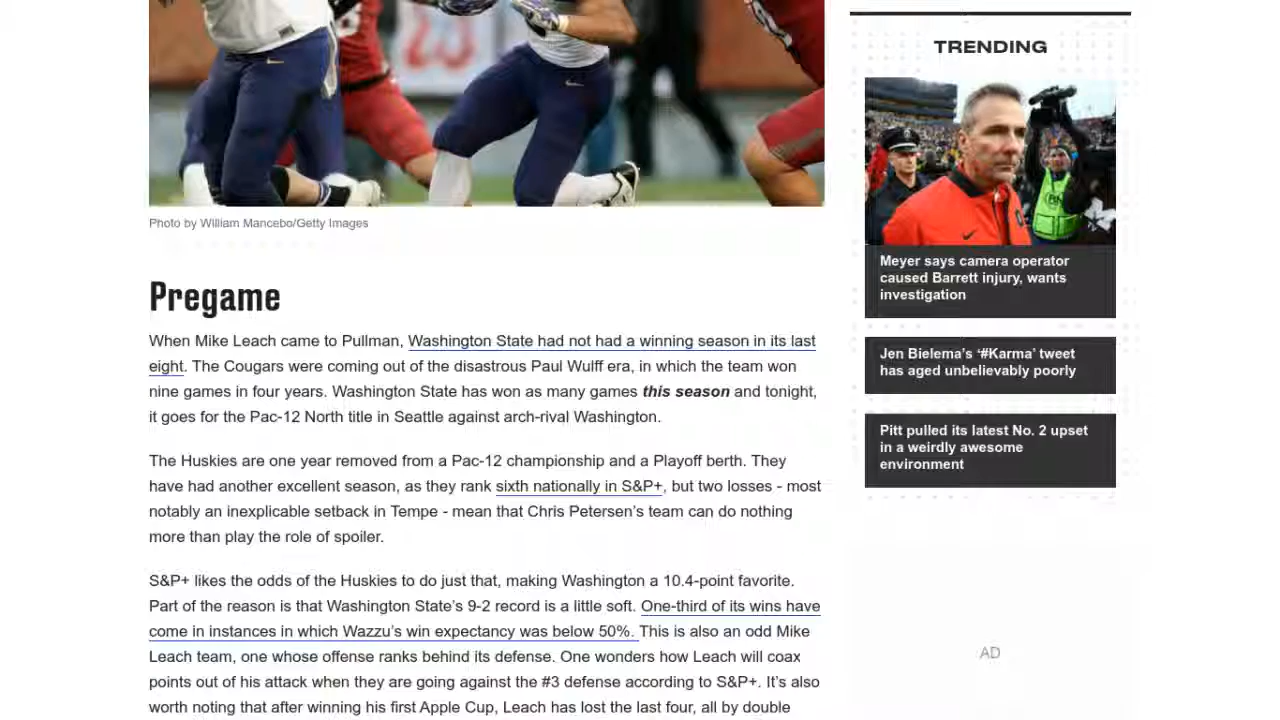 Photo by William Mancebo/Getty Images
Pregame
When Mike Leach came to Pullman, Washington State had not had a winning season in its last
eight. The Cougars were coming out of the disastrous Paul Wulff era, in which the team won
nine games in four years. Washington State has won as many games this season and tonight,
it goes for the Pac-12 North title in Seattle against arch-rival Washington.
The Huskies are one year removed from a Pac-12 championship and a Playoff berth. They
have had another excellent season, as they rank sixth nationally in S&P+, but two losses - most
notably an inexplicable setback in Tempe - mean that Chris Petersen’s team can do nothing
more than play the role of spoiler.
S&P+ likes the odds of the Huskies to do just that, making Washington a 10.4-point favorite.
Part of the reason is that Washington State’s 9-2 record is a little soft. One-third of its wins have
come in instances in which Wazzu’s win expectancy was below 50%. This is also an odd Mike
Leach team, one whose offense ranks behind its defense. One wonders how Leach will coax
points out of his attack when they are going against the #3 defense according to S&P+. It’s also
worth noting that after winning his first Apple Cup, Leach has lost the last four, all by double
TRENDING
Meyer says camera operator
caused Barrett injury, wants
investigation
Jen Bielema’s ‘#Karma’ tweet
has aged unbelievably poorly
Pitt pulled its latest No. 2 upset
in a weirdly awesome
environment
AD